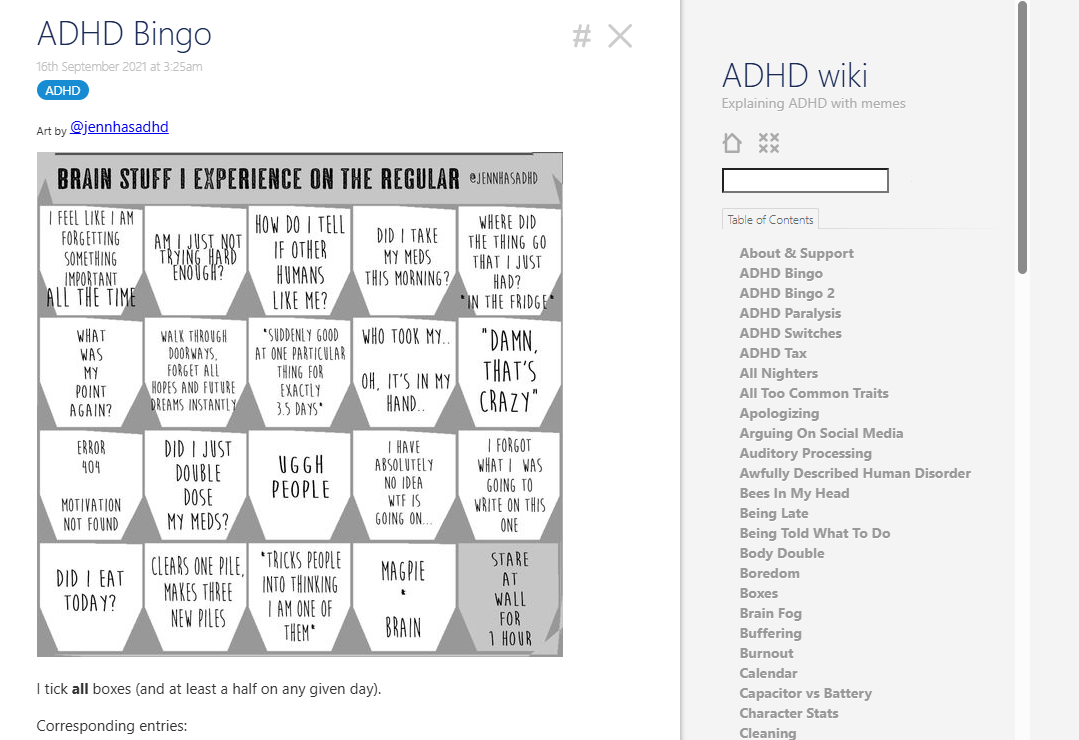 ADHD Bingo
#
16th September 2021 at 3:25am
ADHD
Art by @jennhasadhd
BRAIN STUFF I EXPERIENCE ON THE REGULAR @JENNHASADHD
I FEEL LIKE I AM
FORGETTING
SOMETHING
IMPORTANT
ALL THE TIME
AM I JUST NOT
TRYING HARD
ENOUGH?
HOW DO I TELL
IF OTHER
HUMANS
LIKE ME?
DID I TAKE
MY MEDS
THIS MORNING?
WHERE DID
THE THING GO
THAT I JUST
HAD?
*IN THE FRIDGE*
WHAT
WAS
MY
POINT
AGAIN?
WALK THROUGH
DOORWAYS,
FORGET ALL
HOPES AND FUTURE
DREAMS INSTANTLY
*SUDDENLY GOOD
AT ONE PARTICULAR
THING FOR
EXACTLY
3.5 DAYS*
WHO TOOK MY..
OH, IT'S IN MY
HAND..
"DAMN,
THAT'S
CRAZY"
ERROR
404
MOTIVATION
NOT FOUND
DID I JUST
DOUBLE
DOSE
MY MEDS?
UGGH
PEOPLE
I HAVE
ABSOLUTELY
NO IDEA
WTF IS
GOING ON...
I FORGOT
WHAT I WAS
GOING TO
WRITE ON THIS
ONE
DID I EAT
TODAY?
CLEARS ONE PILE,
MAKES THREE
NEW PILES
*TRICKS PEOPLE
INTO THINKING
I AM ONE OF
THEM*
MAGPIE
*
BRAIN
STARE
AT
WALL
FOR
1 HOUR
I tick all boxes (and at least a half on any given day).
Corresponding entries:
ADHD wiki
Explaining ADHD with memes
Table of Contents
About & Support
ADHD Bingo
ADHD Bingo 2
ADHD Paralysis
ADHD Switches
ADHD Tax
All Nighters
All Too Common Traits
Apologizing
Arguing On Social Media
Auditory Processing
Awfully Described Human Disorder
Bees In My Head
Being Late
Being Told What To Do
Body Double
Boredom
Boxes
Brain Fog
Buffering
Burnout
Calendar
Capacitor vs Battery
Character Stats
Cleaning